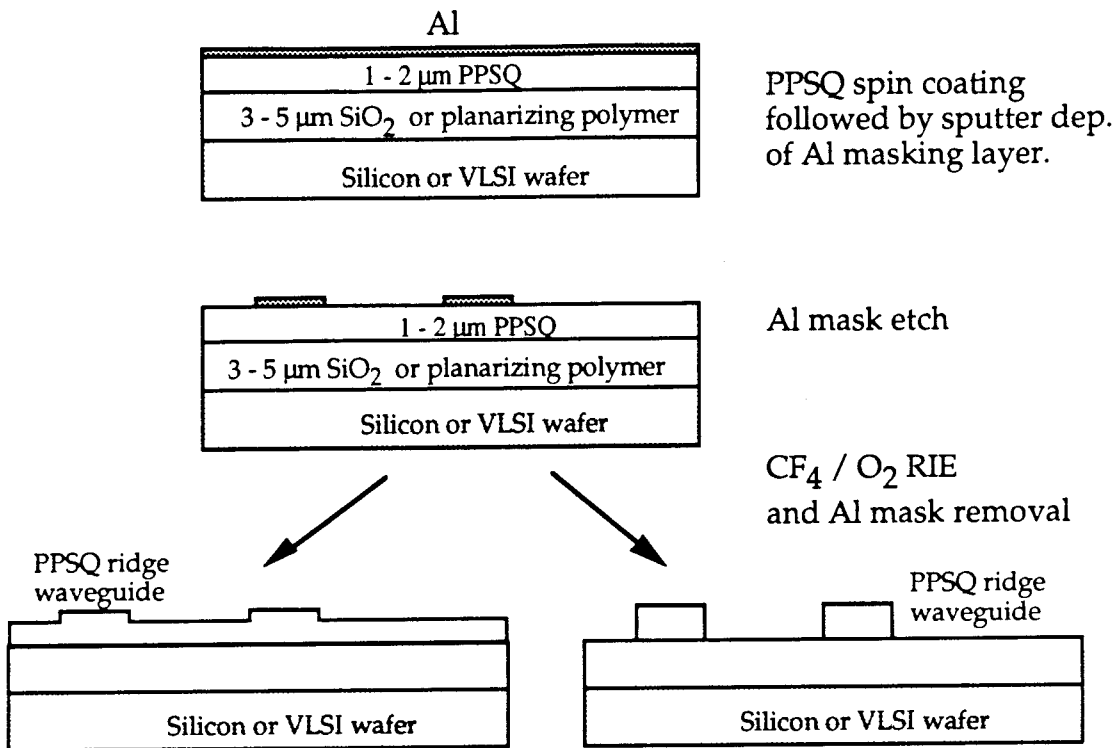 Al
1 - 2 µm PPSQ
3 - 5 µm SiO2 or planarizing polymer
Silicon or VLSI wafer
PPSQ spin coating
followed by sputter dep.
of Al masking layer.
1 - 2 µm PPSQ
3 - 5 µm SiO2 or planarizing polymer
Silicon or VLSI wafer
Al mask etch
CF4 / O2 RIE
and Al mask removal
PPSQ ridge
waveguide
Silicon or VLSI wafer
PPSQ ridge
waveguide
Silicon or VLSI wafer